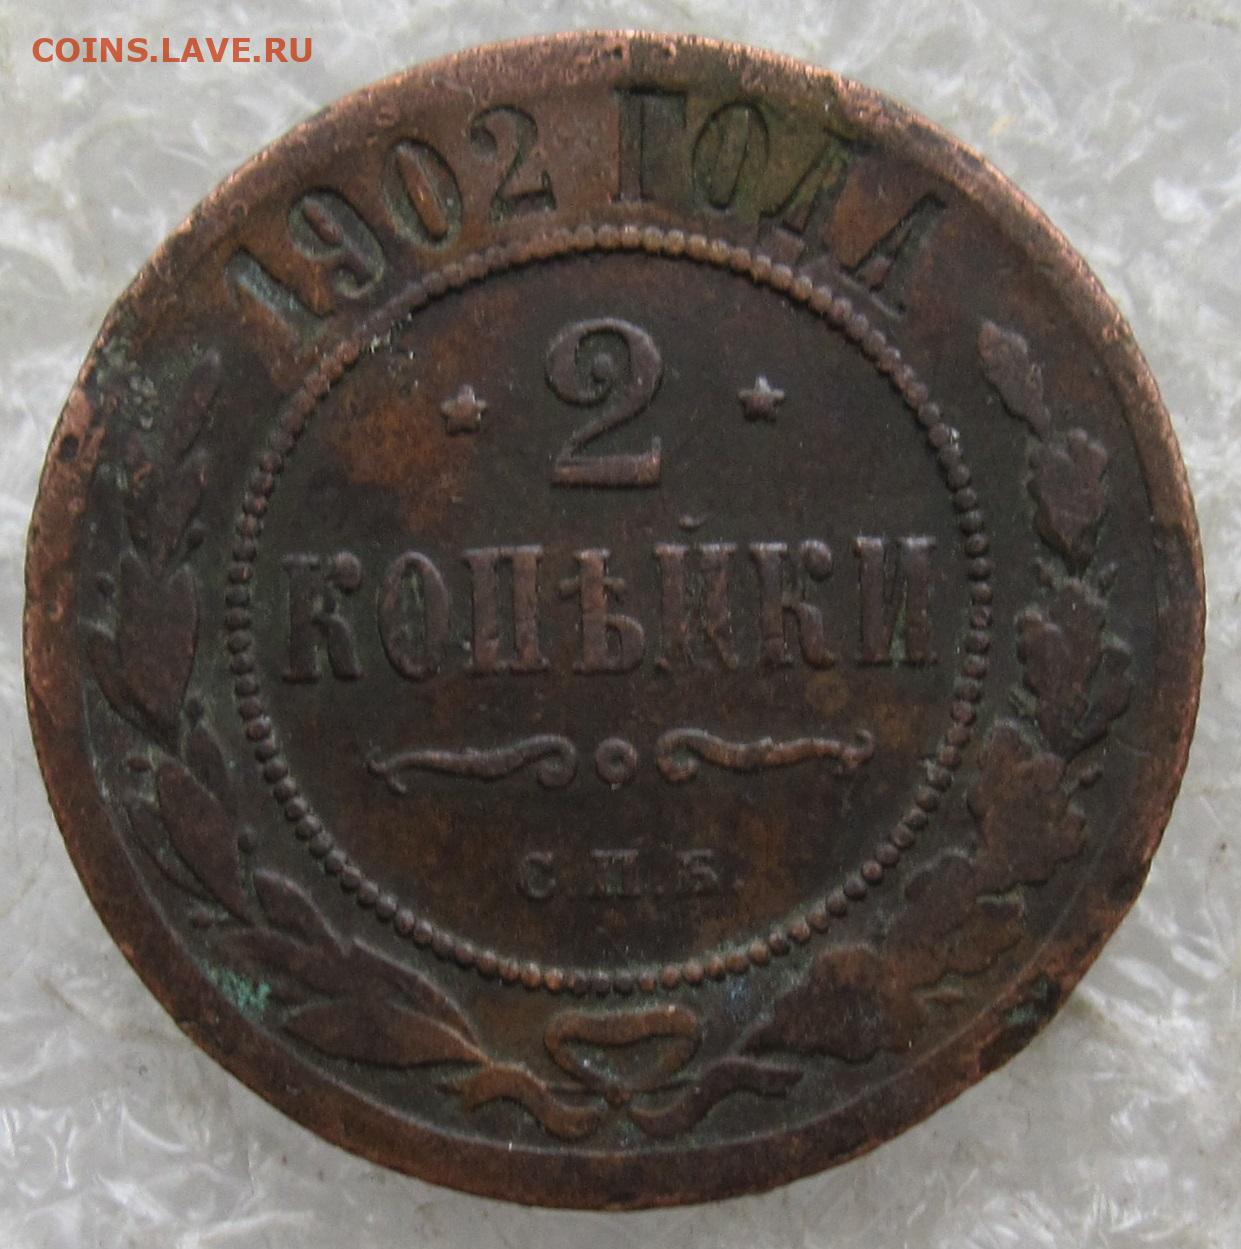 COINS.LAVE.RU
1902 ГОДА
2
КОПѢЙКИ
С.П.Б.